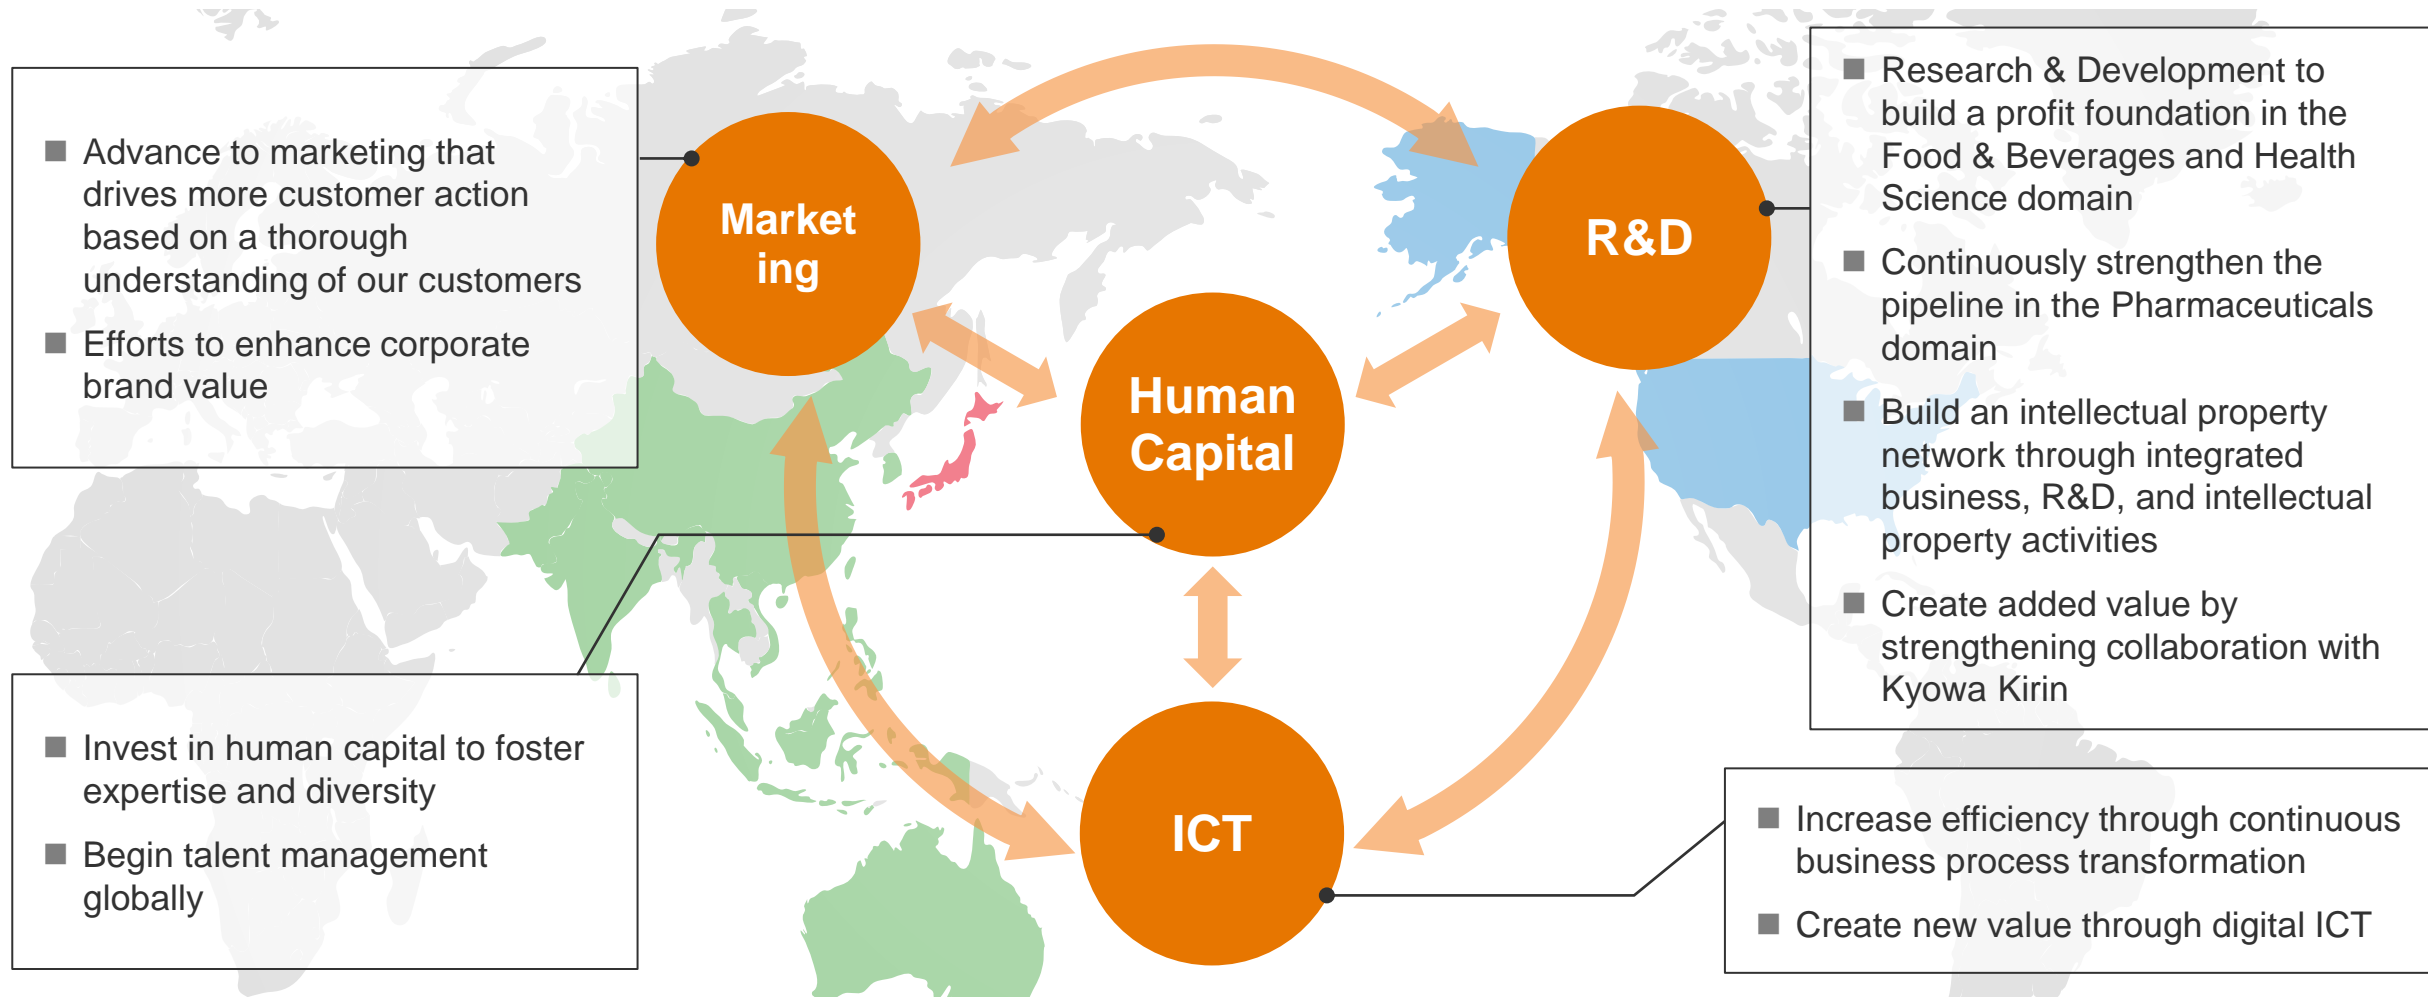 Advance to marketing that
drives more customer action
based on a thorough
understanding of our customers
Efforts to enhance corporate
brand value
Market
ing
R&D
Human
Capital
ICT
Research & Development to
build a profit foundation in the
Food & Beverages and Health
Science domain
Continuously strengthen the
pipeline in the Pharmaceuticals
domain
Build an intellectual property
network through integrated
business, R&D, and intellectual
property activities
Create added value by
strengthening collaboration with
Kyowa Kirin
Invest in human capital to foster
expertise and diversity
Begin talent management
globally
Increase efficiency through continuous
business process transformation
Create new value through digital ICT